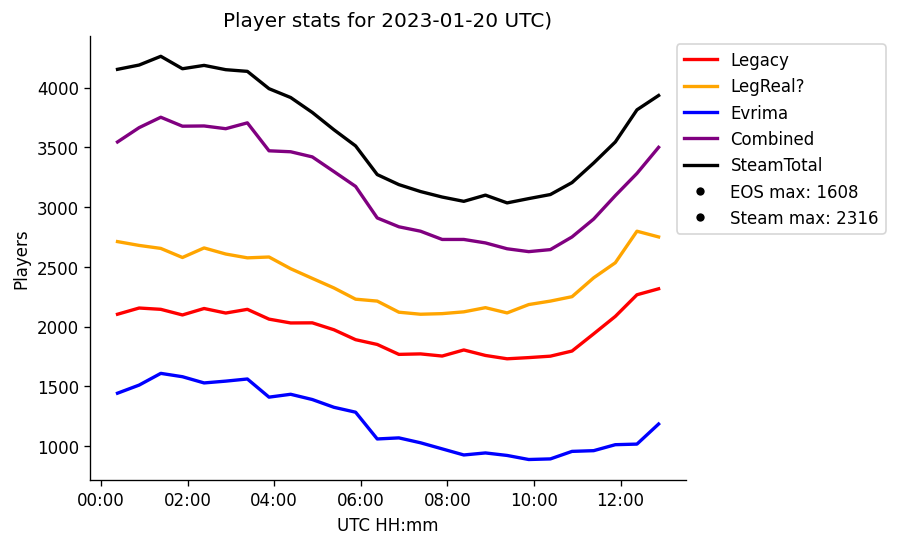 Player stats for 2023-01-20 UTC)
Players
4000
3500
3000
2500
2000
1500
1000
00:00 02:00 04:00 06:00 08:00 10:00 12:00
UTC HH:mm
Legacy
LegReal?
Evrima
Combined
SteamTotal
EOS max: 1608
Steam max: 2316